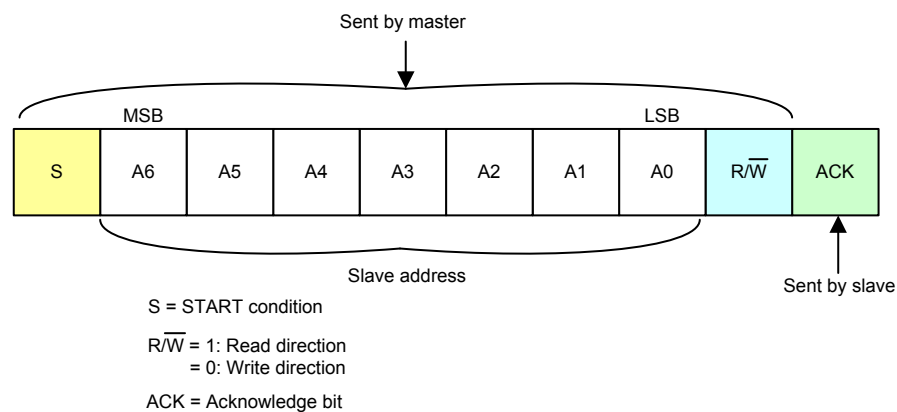 Sent by master
MSB LSB
S A6 A5 A4 A3 A2 A1 A0 R/W̅ ACK
Slave address
Sent by slave
S = START condition
R/W̅ = 1: Read direction
= 0: Write direction
ACK = Acknowledge bit